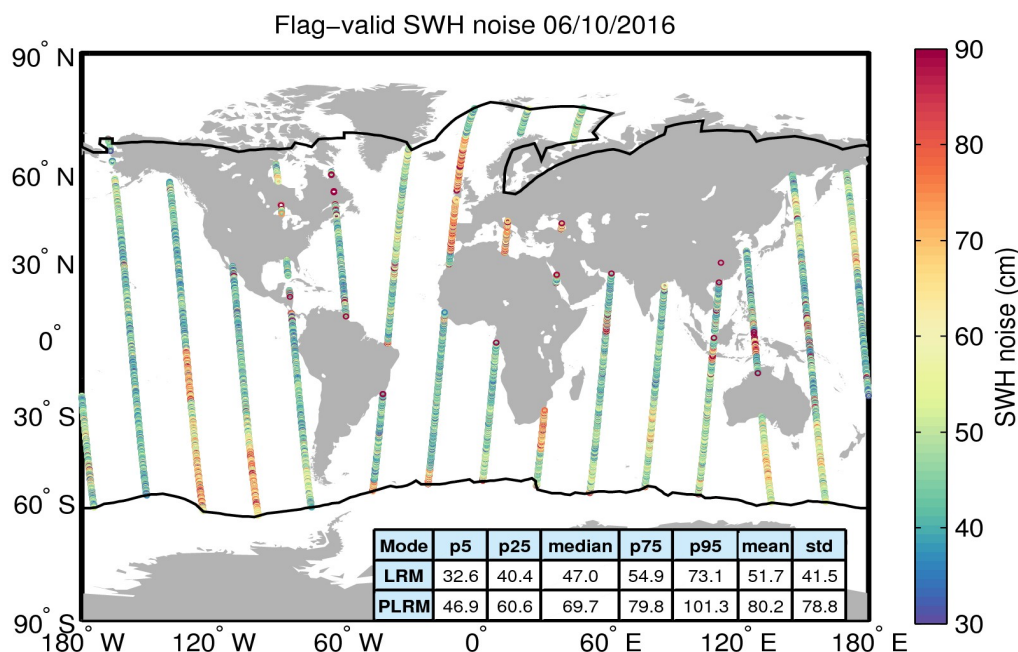 Flag−valid SWH noise 06/10/2016
90° N
60° N
30° N
0°
30° S
60° S
90° S
180° W 120° W 60° W 0° 60° E 120° E 180° E
90
80
70
60
50
40
30
SWH noise (cm)
Mode p5 p25 median p75 p95 mean std
LRM 32.6 40.4 47.0 54.9 73.1 51.7 41.5
PLRM 46.9 60.6 69.7 79.8 101.3 80.2 78.8